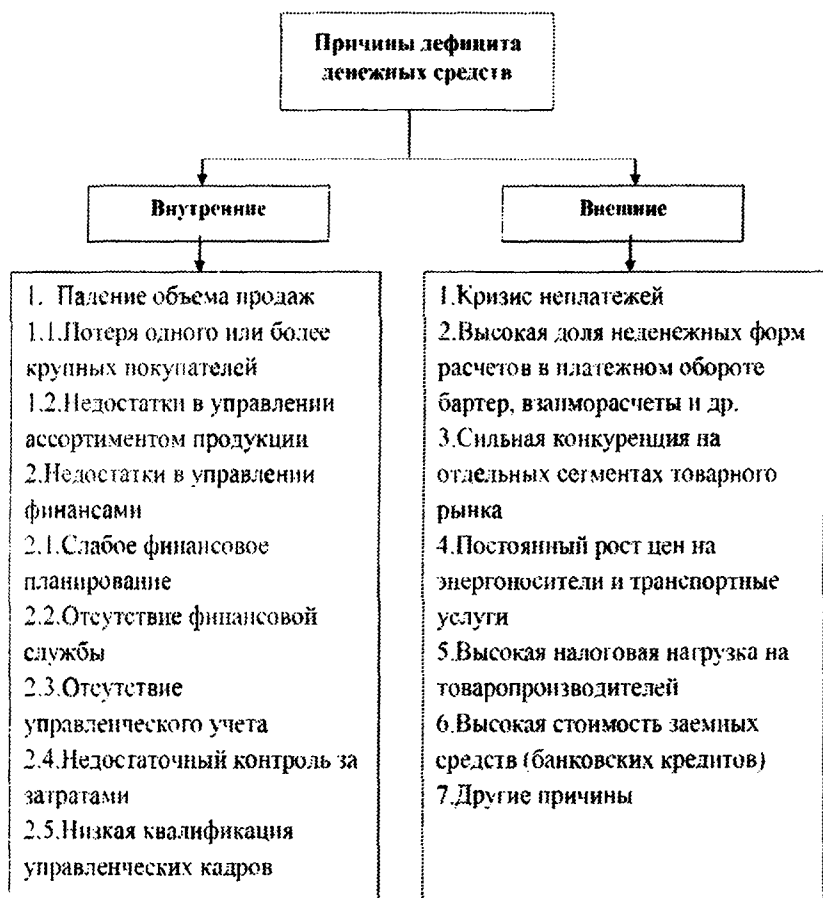 Причины дефицита
денежных средств
Внутренние
Внешние
1. Падение объема продаж
1.1.Потеря одного или более
крупных покупателей
1.2.Недостатки в управлении
ассортиментом продукции
2.Недостатки в управлении
финансами
2.1.Слабое финансовое
планирование
2.2.Отсутствие финансовой
службы
2.3.Отсутствие
управленческого учета
2.4.Недостаточный контроль за
затратами
2.5.Низкая квалификация
управленческих кадров
1.Кризис неплатежей
2.Высокая доля неденежных форм
расчетов в платежном обороте
бартер, взаиморасчеты и др.
3.Сильная конкуренция на
отдельных сегментах товарного
рынка
4.Постоянный рост цен на
энергоносители и транспортные
услуги
5.Высокая налоговая нагрузка на
товаропроизводителей
6.Высокая стоимость заемных
средств (банковских кредитов)
7.Другие причины